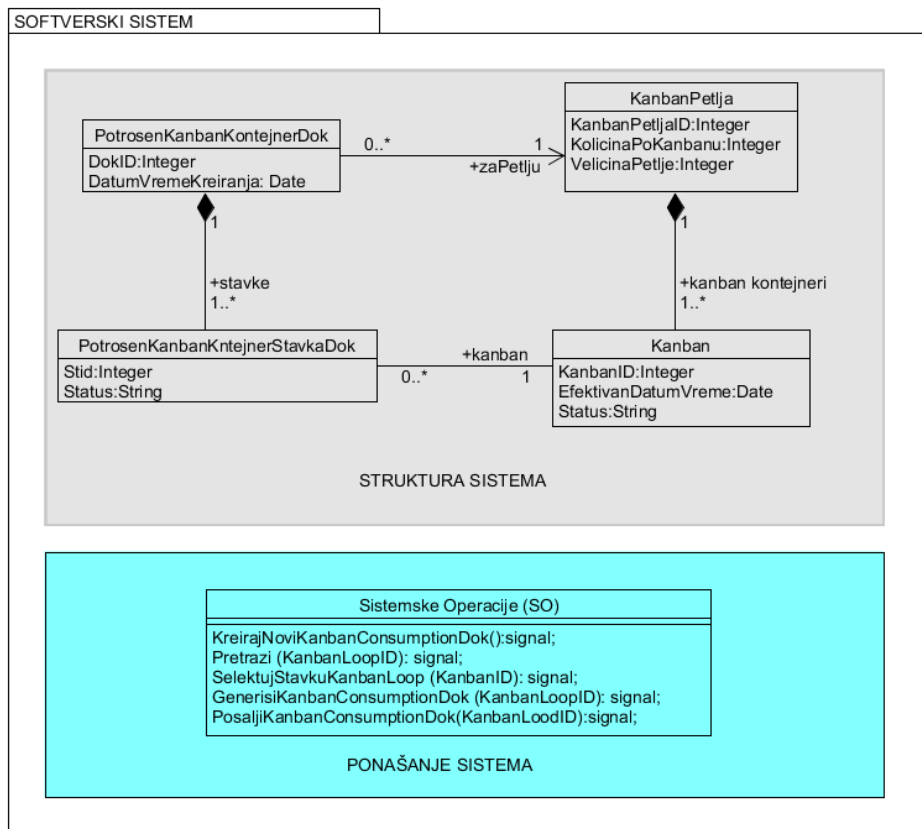 SOFTVERSKI SISTEM
PotrosenKanbanKontejnerDok
DokID:Integer
DatumVremeKreiranja: Date
0..*
1
+zaPetlju
KanbanPetlja
KanbanPetljaID:Integer
KolicinaPoKanbanu:Integer
VelicinaPetlje:Integer
1
+stavke
1..*
1
+kanban kontejneri
1..*
PotrosenKanbanKntejnerStavkaDok
Stid:Integer
Status:String
+kanban
0..*
1
Kanban
KanbanID:Integer
EfektivanDatumVreme:Date
Status:String
STRUKTURA SISTEMA
Sistemske Operacije (SO)
KreirajNoviKanbanConsumptionDok():signal;
Pretrazi (KanbanLoopID): signal;
SelektujStavkuKanbanLoop (KanbanID): signal;
GenerisiKanbanConsumptionDok (KanbanLoopID): signal;
PosaljiKanbanConsumptionDok(KanbanLoodID):signal;
PONAŠANJE SISTEMA